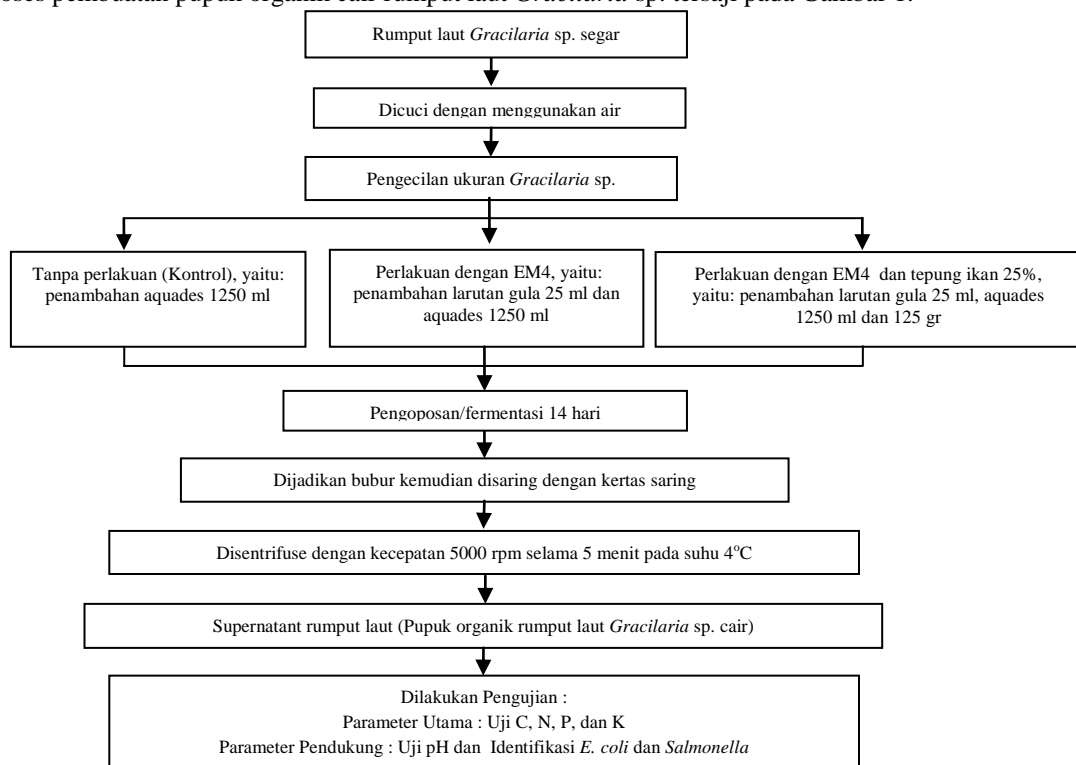 Rumput laut Gracilaria sp. segar
Dicuci dengan menggunakan air
Pengecilan ukuran Gracilaria sp.
Tanpa perlakuan (Kontrol), yaitu:
penambahan aquades 1250 ml
Perlakuan dengan EM4, yaitu:
penambahan larutan gula 25 ml dan
aquades 1250 ml
Perlakuan dengan EM4 dan tepung ikan 25%,
yaitu: penambahan larutan gula 25 ml, aquades
1250 ml dan 125 gr
Pengoposan/fermentasi 14 hari
Dijadikan bubur kemudian disaring dengan kertas saring
Disentrifuse dengan kecepatan 5000 rpm selama 5 menit pada suhu 4°C
Supernatant rumput laut (Pupuk organik rumput laut Gracilaria sp. cair)
Dilakukan Pengujian :
Parameter Utama : Uji C, N, P, dan K
Parameter Pendukung : Uji pH dan Identifikasi E. coli dan Salmonella